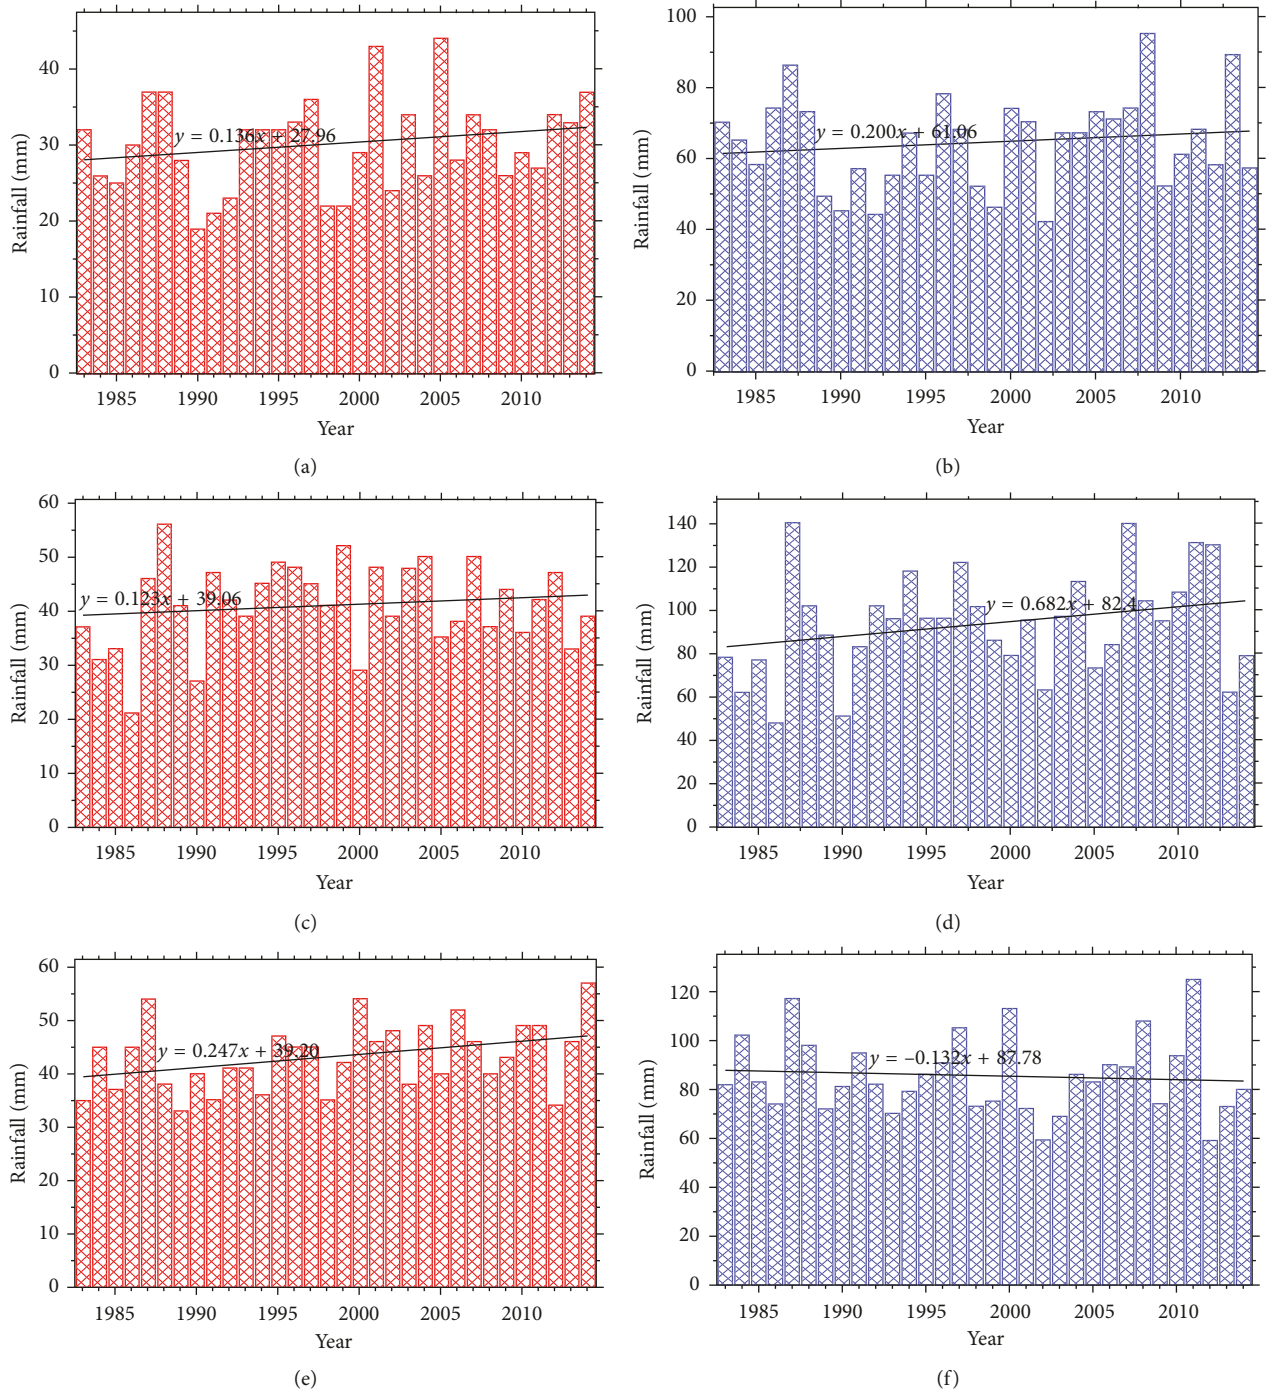 40
30
20
10
0
Rainfall (mm)
y = 0.136x + 27.96
1985 1990 1995 2000 2005 2010
Year
(a)
100
80
60
40
20
0
Rainfall (mm)
y = 0.200x + 61.06
1985 1990 1995 2000 2005 2010
Year
(b)
60
50
40
30
20
10
0
Rainfall (mm)
y = 0.123x + 39.06
1985 1990 1995 2000 2005 2010
Year
(c)
140
120
100
80
60
40
20
0
Rainfall (mm)
y = 0.682x + 82.4
1985 1990 1995 2000 2005 2010
Year
(d)
60
50
40
30
20
10
0
Rainfall (mm)
y = 0.247x + 39.20
1985 1990 1995 2000 2005 2010
Year
(e)
120
100
80
60
40
20
0
Rainfall (mm)
y = –0.132x + 87.78
1985 1990 1995 2000 2005 2010
Year
(f)